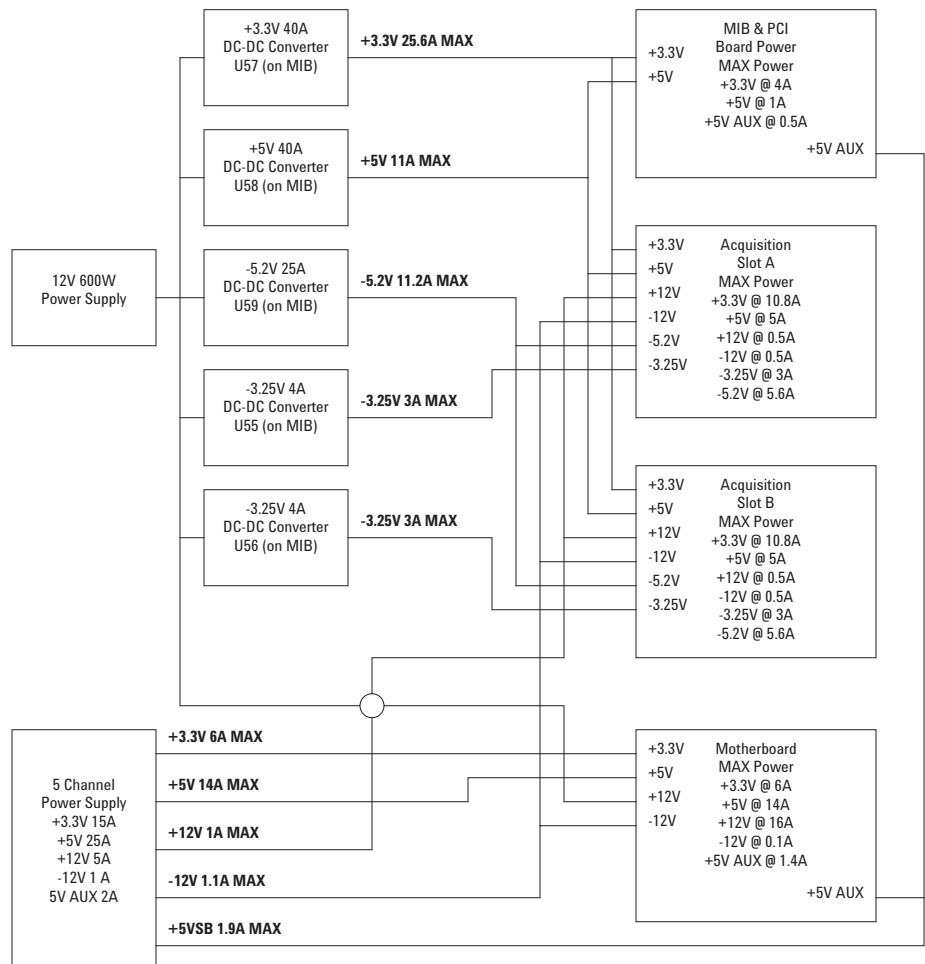 +3.3V 40A
DC-DC Converter
U57 (on MIB)
+3.3V 25.6A MAX
+5V 40A
DC-DC Converter
U58 (on MIB)
+5V 11A MAX
12V 600W
Power Supply
-5.2V 25A
DC-DC Converter
U59 (on MIB)
-5.2V 11.2A MAX
-3.25V 4A
DC-DC Converter
U55 (on MIB)
-3.25V 3A MAX
-3.25V 4A
DC-DC Converter
U56 (on MIB)
-3.25V 3A MAX
+3.3V
+5V
MIB & PCI
Board Power
MAX Power
+3.3V @ 4A
+5V @ 1A
+5V AUX @ 0.5A
+5V AUX
+3.3V
+5V
+12V
-12V
-5.2V
-3.25V
Acquisition
Slot A
MAX Power
+3.3V @ 10.8A
+5V @ 5A
+12V @ 0.5A
-12V @ 0.5A
-3.25V @ 3A
-5.2V @ 5.6A
+3.3V
+5V
+12V
-12V
-5.2V
-3.25V
Acquisition
Slot B
MAX Power
+3.3V @ 10.8A
+5V @ 5A
+12V @ 0.5A
-12V @ 0.5A
-3.25V @ 3A
-5.2V @ 5.6A
5 Channel
Power Supply
+3.3V 15A
+5V 25A
+12V 5A
-12V 1 A
5V AUX 2A
+3.3V 6A MAX
+5V 14A MAX
+12V 1A MAX
-12V 1.1A MAX
+5VSB 1.9A MAX
+3.3V
+5V
+12V
-12V
Motherboard
MAX Power
+3.3V @ 6A
+5V @ 14A
+12V @ 16A
-12V @ 0.1A
+5V AUX @ 1.4A
+5V AUX